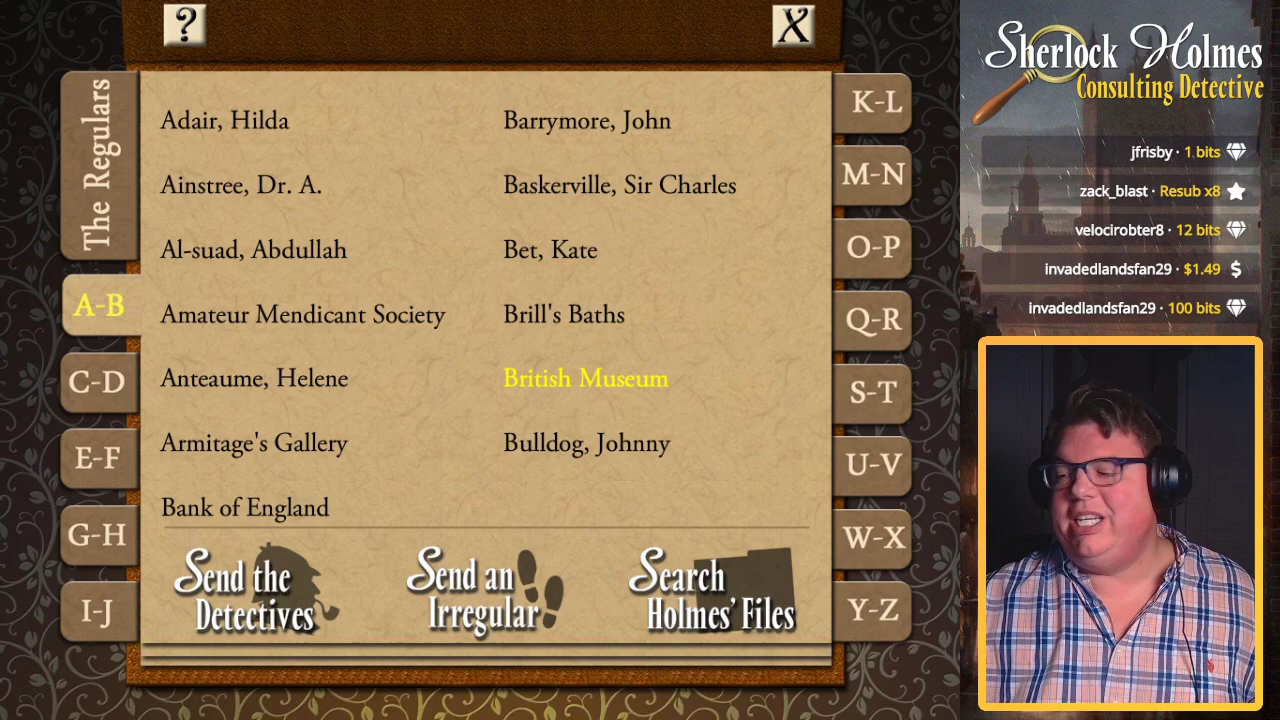 ?
X
The Regulars
A-B
C-D
E-F
G-H
I-J
Adair, Hilda
Ainstree, Dr. A.
Al-suad, Abdullah
Amateur Mendicant Society
Anteaume, Helene
Armitage's Gallery
Bank of England
Barrymore, John
Baskerville, Sir Charles
Bet, Kate
Brill's Baths
British Museum
Bulldog, Johnny
Send the
Detectives
Send an
Irregular
Search
Holmes' Files
K-L
M-N
O-P
Q-R
S-T
U-V
W-X
Y-Z
Sherlock Holmes
Consulting Detective
jfrisby · 1 bits
zack_blast · Resub x8
velocirobter8 · 12 bits
invadedlandsfan29 · $1.49 $
invadedlandsfan29 · 100 bits